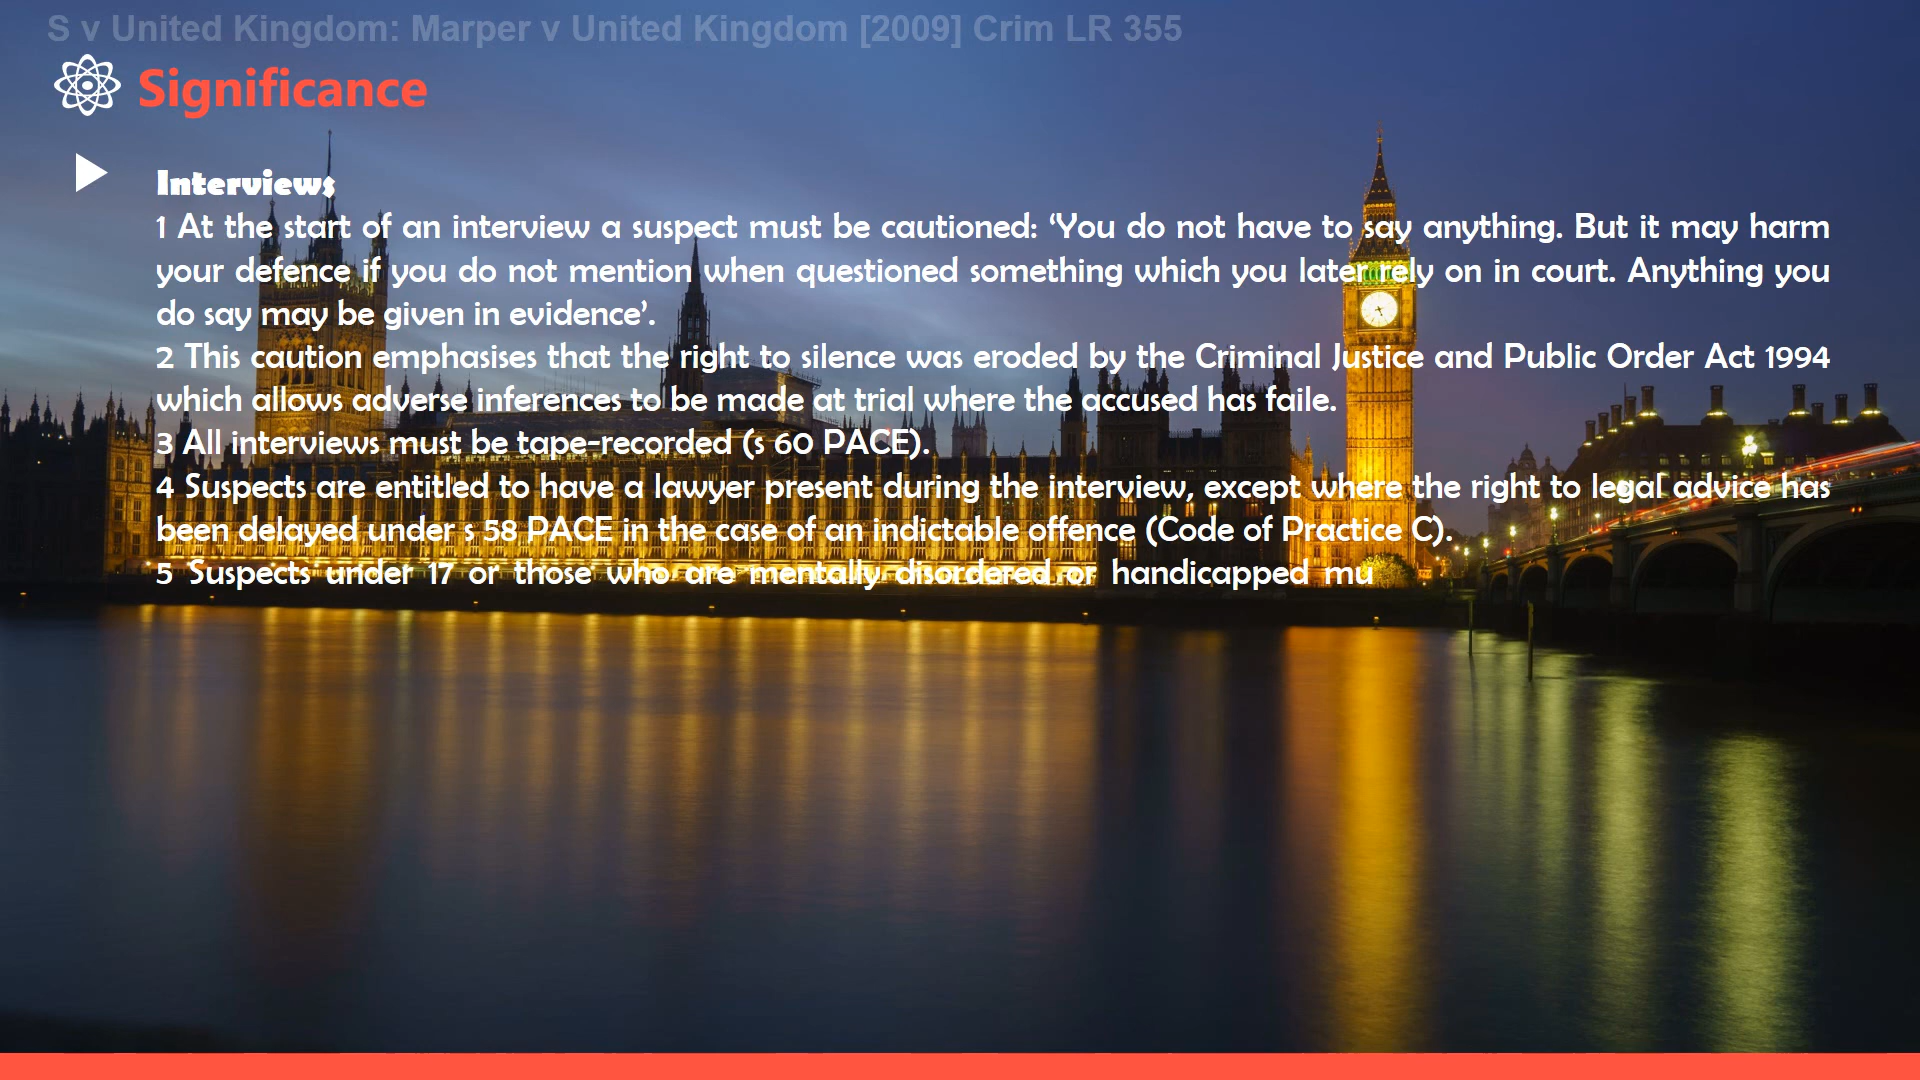 S v United Kingdom: Marper v United Kingdom [2009] Crim LR 355
Significance
Interviews
1 At the start of an interview a suspect must be cautioned: ‘You do not have to say anything. But it may harm
your defence if you do not mention when questioned something which you later rely on in court. Anything you
do say may be given in evidence’.
2 This caution emphasises that the right to silence was eroded by the Criminal Justice and Public Order Act 1994
which allows adverse inferences to be made at trial where the accused has faile.
3 All interviews must be tape-recorded (s 60 PACE).
4 Suspects are entitled to have a lawyer present during the interview, except where the right to legal advice has
been delayed under s 58 PACE in the case of an indictable offence (Code of Practice C).
5 Suspects under 17 or those who are mentally disordered or handicapped mu